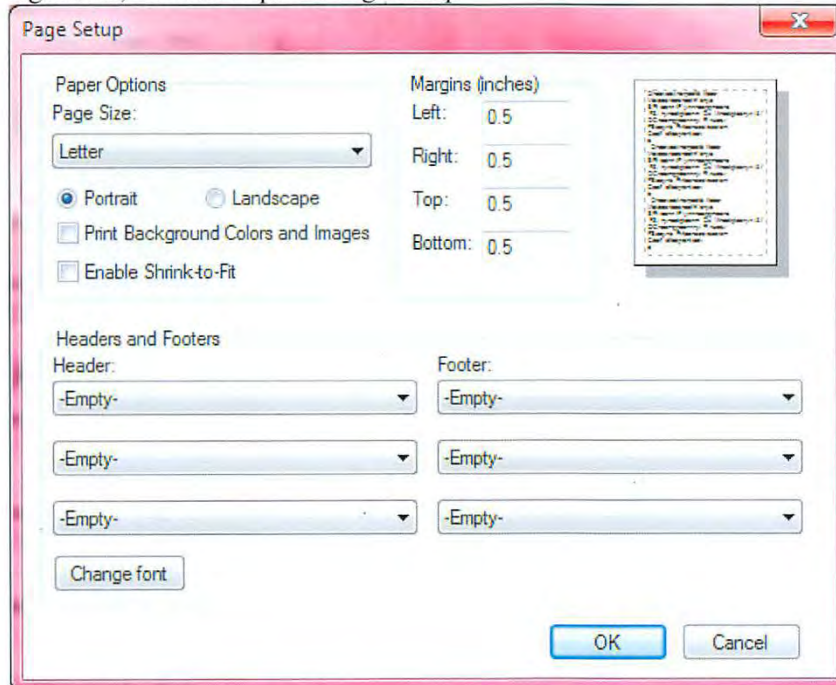 Page Setup
Paper Options
Page Size:
Letter
Portrait
Landscape
Print Background Colors and Images
Enable Shrink-to-Fit
Margins (inches)
Left: 0.5
Right: 0.5
Top: 0.5
Bottom: 0.5
Headers and Footers
Header:
Footer:
-Empty-
-Empty-
-Empty-
-Empty-
-Empty-
-Empty-
Change font
OK
Cancel